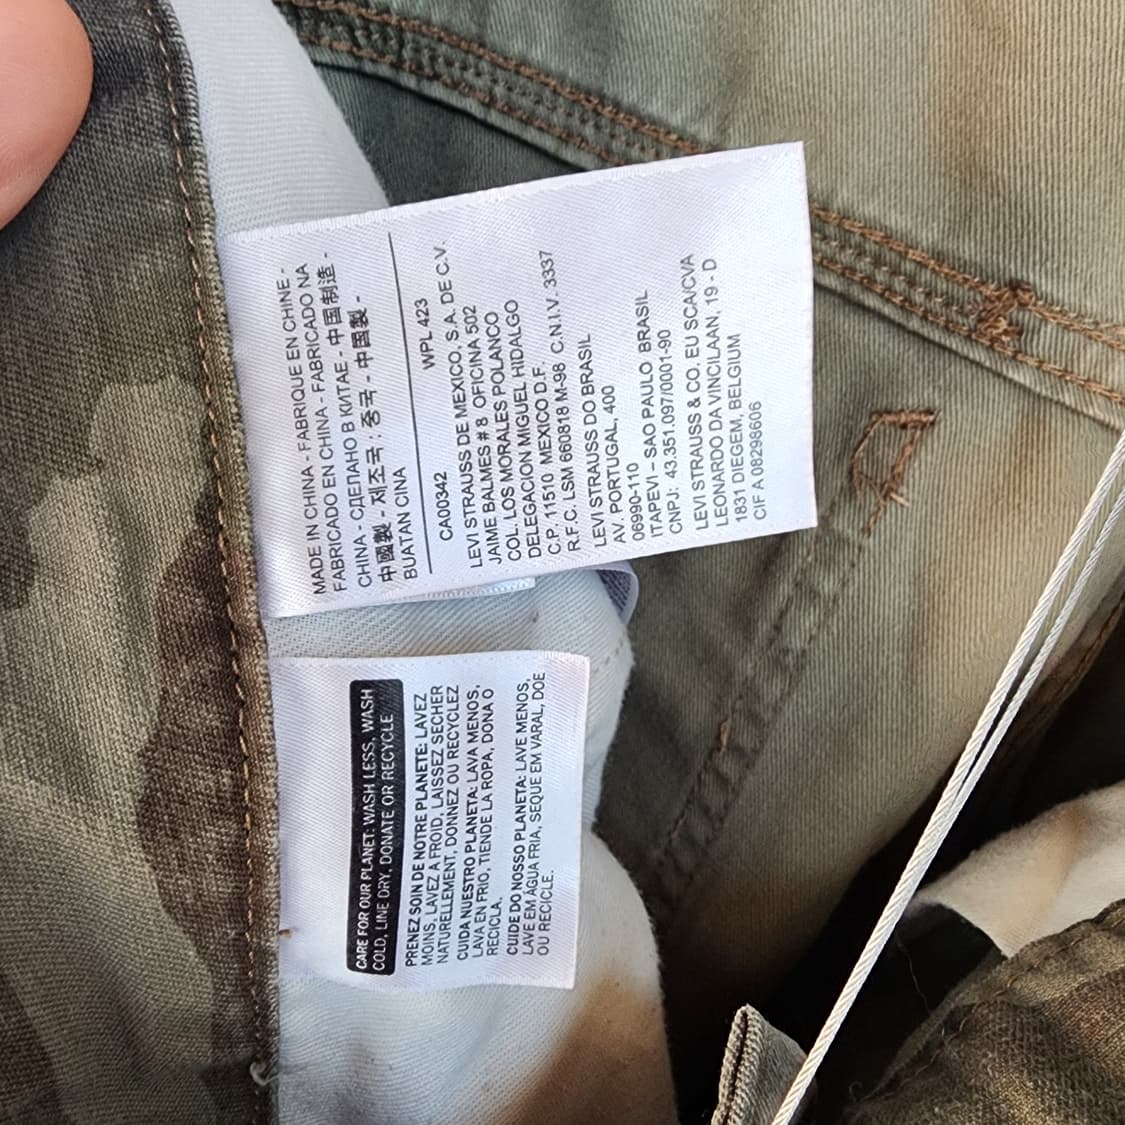 MADE IN CHINA - FABRIQUE EN CHINE -
FABRICADO EN CHINA - FABRICADO NA
CHINA - СДЕЛАНО В КИТАЕ - 中国制造 -
中國製 - 제조국 : 중국 - 中国製 -
BUATAN CINA
CA00342 WPL 423
LEVI STRAUSS DE MEXICO, S.A. DE C.V.
JAIME BALMES # 8 OFICINA 502
COL. LOS MORALES POLANCO
DELEGACION MIGUEL HIDALGO
C.P. 11510 MEXICO D.F.
R.F.C. LSM 660818 M-98 C.N.I.V. 3337
LEVI STRAUSS DO BRASIL
AV. PORTUGAL, 400
06990-110
ITAPEVI – SAO PAULO BRASIL
CNPJ: 43.351.097/0001-90
LEVI STRAUSS & CO. EU SCA/CVA
LEONARDO DA VINCILAAN, 19 - D
1831 DIEGEM, BELGIUM
CIF A 08298606
CARE FOR OUR PLANET: WASH LESS, WASH
COLD, LINE DRY, DONATE OR RECYCLE
PRENEZ SOIN DE NOTRE PLANETE: LAVEZ
MOINS, LAVEZ A FROID, LAISSEZ SECHER
NATURELLEMENT, DONNEZ OU RECYCLEZ
CUIDA NUESTRO PLANETA: LAVA MENOS,
LAVA EN FRIO, TIENDE LA ROPA, DONA O
RECICLA.
CUIDE DO NOSSO PLANETA: LAVE MENOS,
LAVE EM ÁGUA FRIA, SEQUE EM VARAL, DOE
OU RECICLE.